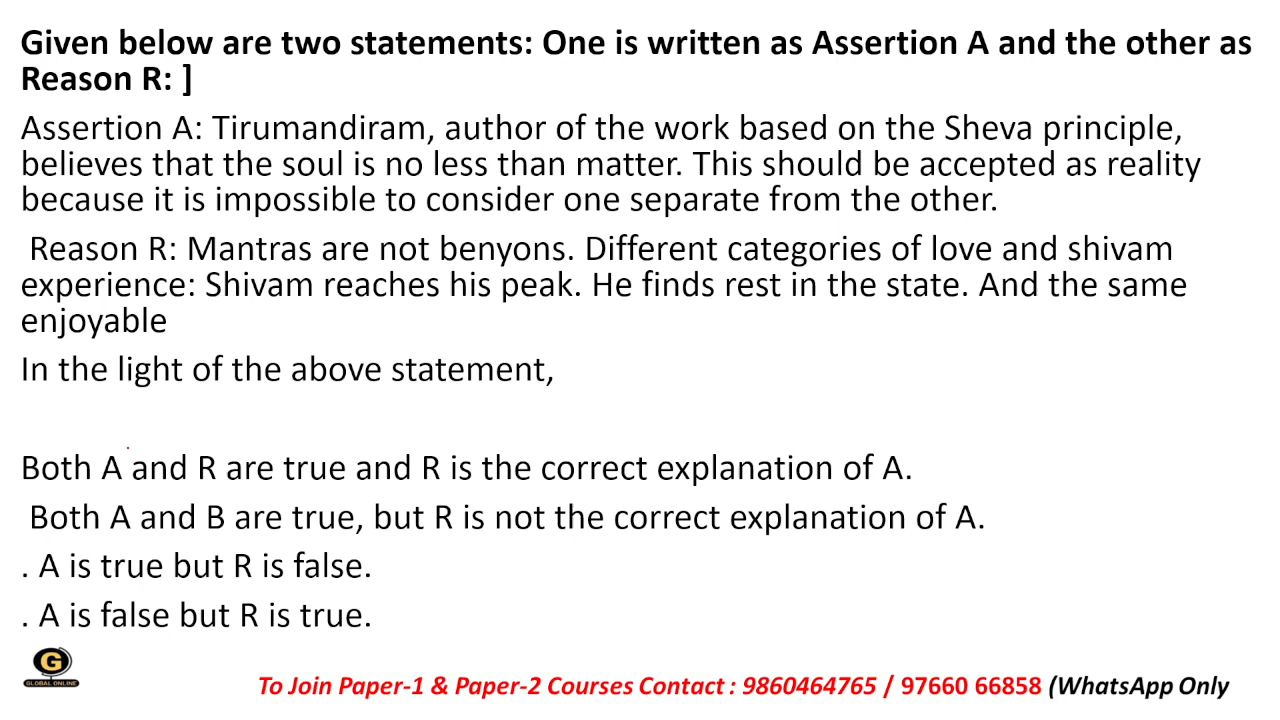 Given below are two statements: One is written as Assertion A and the other as
Reason R: ]
Assertion A: Tirumandiram, author of the work based on the Sheva principle,
believes that the soul is no less than matter. This should be accepted as reality
because it is impossible to consider one separate from the other.
Reason R: Mantras are not benyons. Different categories of love and shivam
experience: Shivam reaches his peak. He finds rest in the state. And the same
enjoyable
In the light of the above statement,
Both A and R are true and R is the correct explanation of A.
Both A and B are true, but R is not the correct explanation of A.
. A is true but R is false.
. A is false but R is true.
G
GLOBAL ONLINE
To Join Paper-1 & Paper-2 Courses Contact : 9860464765 / 97660 66858 (WhatsApp Only